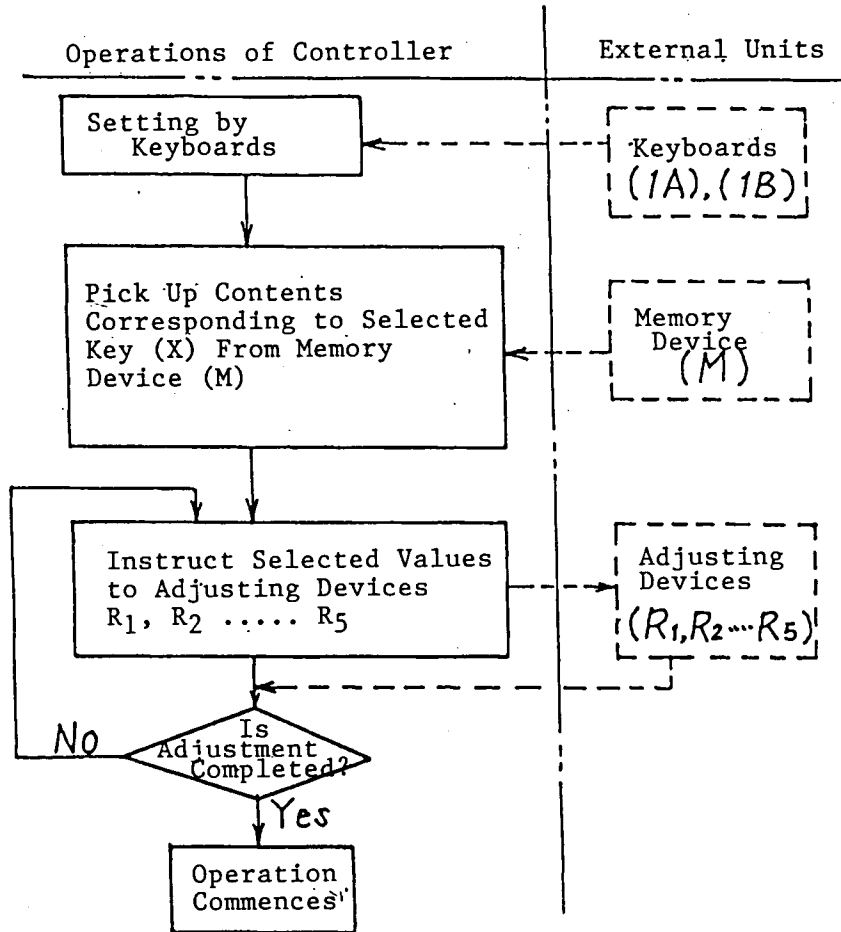 Operations of Controller
External Units
Setting by
Keyboards
Keyboards
(1A), (1B)
Pick Up Contents
Corresponding to Selected
Key (X) From Memory
Device (M)
Memory
Device
(M)
Instruct Selected Values
to Adjusting Devices
R1, R2 ..... R5
Adjusting
Devices
(R1, R2....R5)
Is
Adjustment
Completed?
No
Yes
Operation
Commences